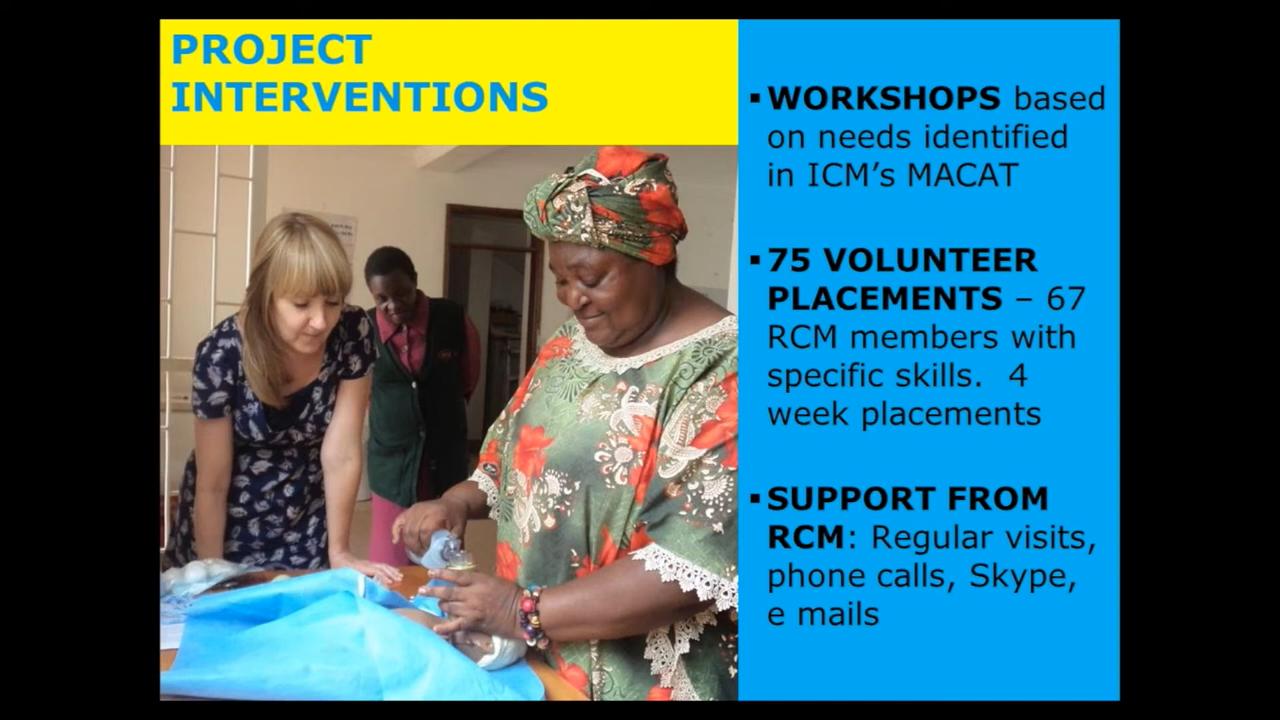 PROJECT
INTERVENTIONS
▪WORKSHOPS based
on needs identified
in ICM’s MACAT
▪75 VOLUNTEER
PLACEMENTS – 67
RCM members with
specific skills.  4
week placements
▪SUPPORT FROM
RCM: Regular visits,
phone calls, Skype,
e mails